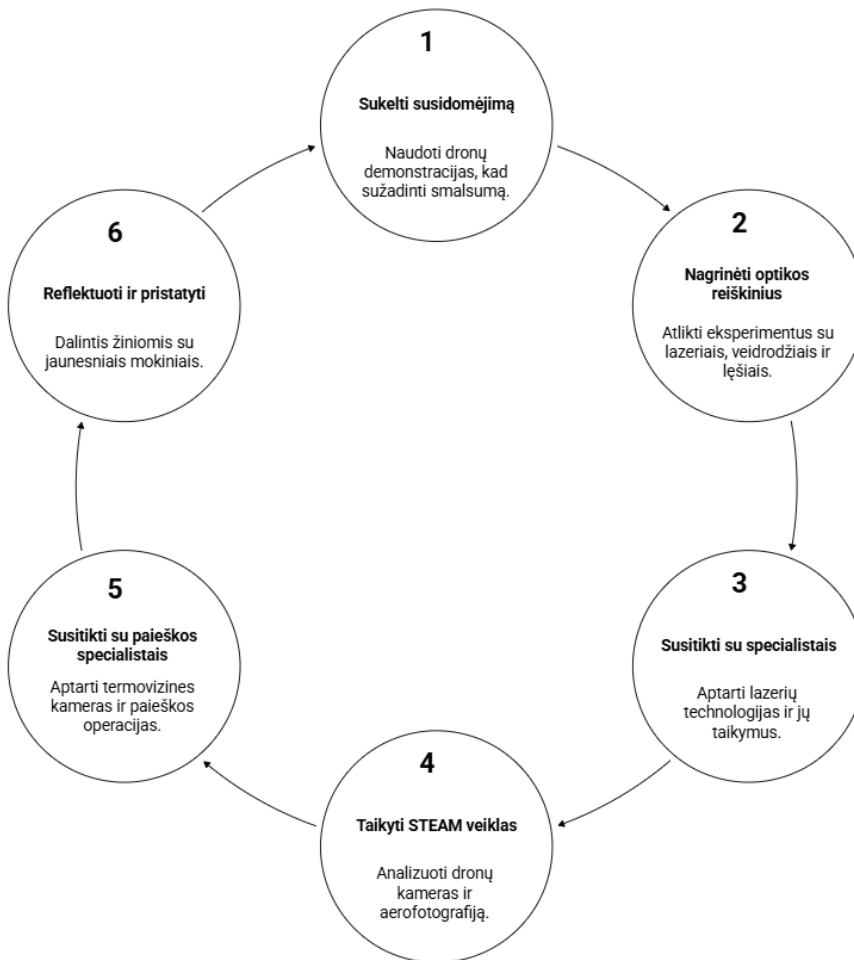 1
Sukelti susidomėjimą
Naudoti dronų
demonstracijas, kad
sužadinti smalsumą.
2
Nagrinėti optikos
reiškinius
Atlikti eksperimentus su
lazeriais, veidrodžiais ir
lęšiais.
3
Susitikti su specialistais
Aptarti lazerių
technologijas ir jų
taikymus.
4
Taikyti STEAM veiklas
Analizuoti dronų
kameras ir
aerofotografiją.
5
Susitikti su paieškos
specialistais
Aptarti termovizines
kameras ir paieškos
operacijas.
6
Reflektuoti ir pristatyti
Dalintis žiniomis su
jaunesniais mokiniais.